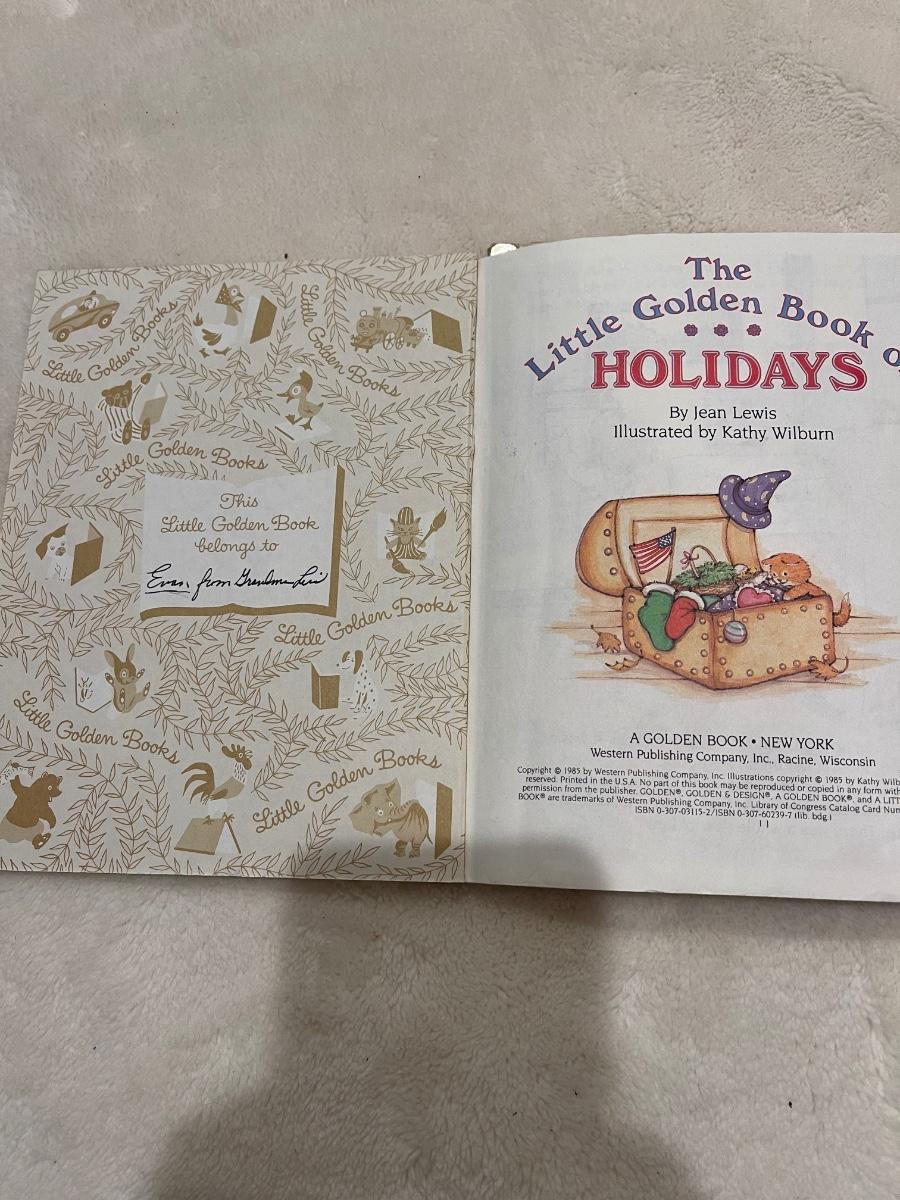 Little Golden Books
Little Golden Books
Little Golden Books
This
Little Golden Book
belongs to
Evan, from Grandma
Little Golden Books
Little Golden Books
Little Golden Books
The
Little Golden Book
HOLIDAYS
By Jean Lewis
Illustrated by Kathy Wilburn
A GOLDEN BOOK • NEW YORK
Western Publishing Company, Inc., Racine, Wisconsin
Copyright © 1985 by Western Publishing Company, Inc. Illustrations copyright © 1985 by Kathy Wilb
reserved. Printed in the U.S.A. No part of this book may be reproduced or copied in any form with
permission from the publisher. GOLDEN®, GOLDEN & DESIGN®, A GOLDEN BOOK®, and A LITT
BOOK® are trademarks of Western Publishing Company, Inc. Library of Congress Catalog Card Num
ISBN 0-307-03115-2/ISBN 0-307-60239-7 (lib. bdg.)